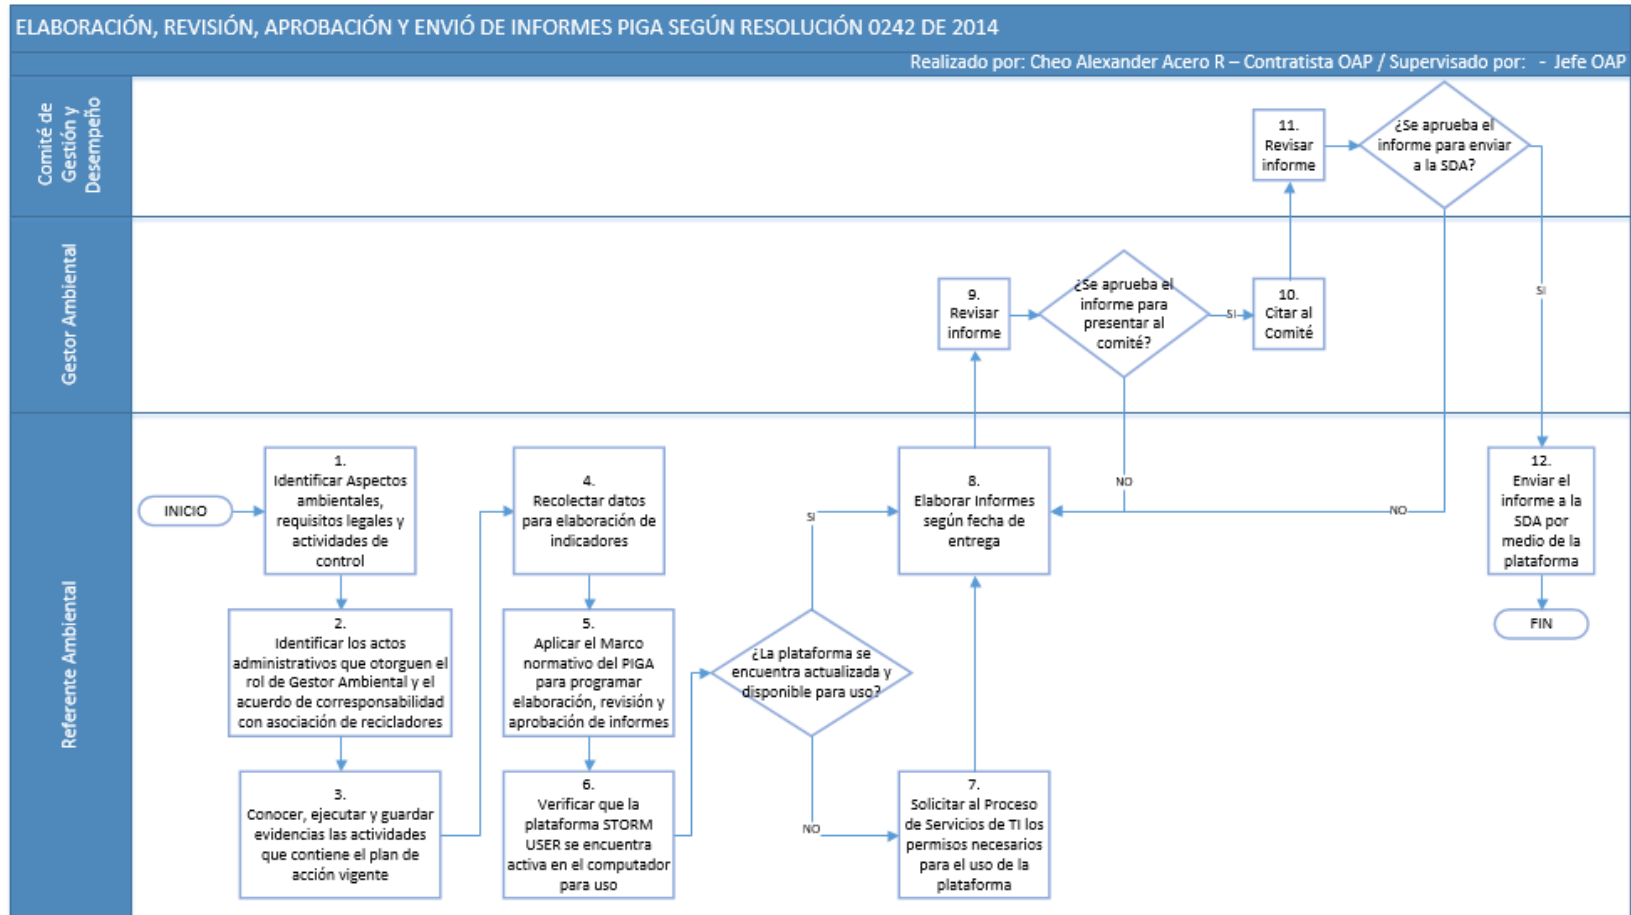 ELABORACIÓN, REVISIÓN, APROBACIÓN Y ENVIÓ DE INFORMES PIGA SEGÚN RESOLUCIÓN 0242 DE 2014
Realizado por: Cheo Alexander Acero R – Contratista OAP / Supervisado por: - Jefe OAP
Comité de
Gestión y
Desempeño
11.
Revisar
informe
¿Se aprueba el
informe para enviar
a la SDA?
Gestor Ambiental
9.
Revisar
informe
¿Se aprueba el
informe para
presentar al
comité?
SI
10.
Citar al
Comité
SI
Referente Ambiental
INICIO
1.
Identificar Aspectos
ambientales,
requisitos legales y
actividades de
control
2.
Identificar los actos
administrativos que otorguen el
rol de Gestor Ambiental y el
acuerdo de corresponsabilidad
con asociación de recicladores
3.
Conocer, ejecutar y guardar
evidencias las actividades
que contiene el plan de
acción vigente
4.
Recolectar datos
para elaboración de
indicadores
5.
Aplicar el Marco
normativo del PIGA
para programar
elaboración, revisión y
aprobación de informes
6.
Verificar que la
plataforma STORM
USER se encuentra
activa en el computador
para uso
¿La plataforma se
encuentra actualizada y
disponible para uso?
SI
NO
7.
Solicitar al Proceso
de Servicios de TI los
permisos necesarios
para el uso de la
plataforma
8.
Elaborar Informes
según fecha de
entrega
NO
NO
12.
Enviar el
informe a la
SDA por
medio de la
plataforma
FIN